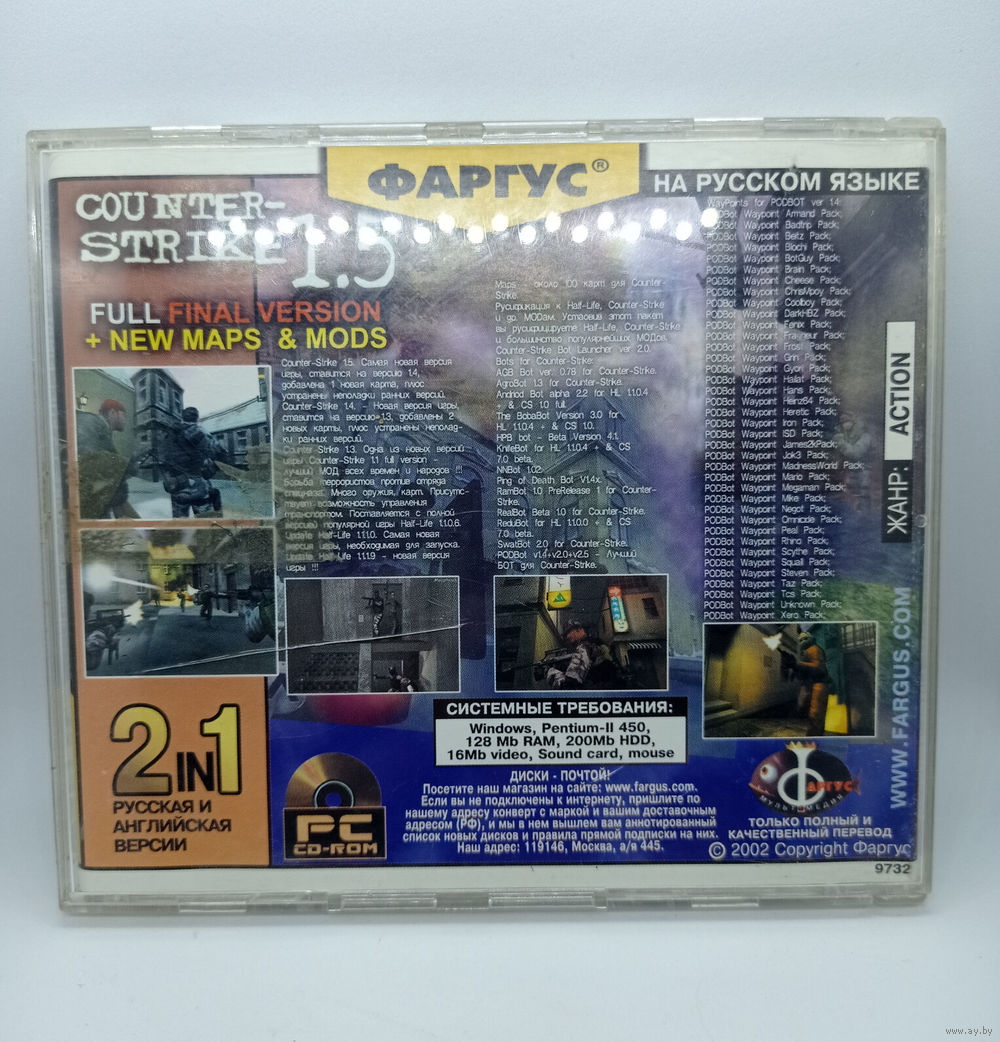 ФАРГУС®
НА РУССКОМ ЯЗЫКЕ
COUNTER-
STRIKE 1.5
FULL FINAL VERSION
+ NEW MAPS & MODS
Counter-Strike 1.5. Самая новая версия
игры, ставится на версию 1.4,
добавлена 1 новая карта, плюс
устранены неполадки ранних версий.
Counter-Strike 1.4. - Новая версия игры,
ставится на версию 1.3, добавлены 2
новых карты, плюс устранены неполад-
ки ранних версий.
Counter-Strike 1.3. Одна из новых версий
игры Counter-Strike 1.1 full version -
лучший МОД всех времен и народов !!!
Борьба террористов против отряда
спецназа. Много оружия, карт. Присутс-
твует возможность управления
транспортом. Поставляется с полной
версией популярной игры Half-Life 1.1.0.6.
Update Half-Life 1.1.1.0. Самая новая
версия игры, необходимая для запуска.
Update Half-Life 1.1.1.9 - новая версия
игры !!!
Maps - около 100 карт для Counter-
Strike.
Русификация к Half-Life, Counter-Strike
и др. МОДам. Установив этот пакет
вы русифицируете Half-Life, Counter-Strike
и большинство популярнейших МОДов.
Counter-Strike Bot Launcher ver 2.0.
Bots for Counter-Strike:
AGB Bot ver. 0.78 for Counter-Strike.
AgroBot 1.3 for Counter-Strike.
Andriod Bot alpha 2.2 for HL 1.1.0.4
+ & CS 1.0 full.
The BobaBot Version 3.0 for
HL 1.1.0.4 + & CS 1.0.
HPB bot - Beta Version 4.1.
KnifeBot for HL 1.1.0.4 + & CS
7.0 beta.
NNBot 1.02.
Ping of Death Bot V1.4x.
RamBot 1.0 PreRelease 1 for Counter-
Strike.
RealBot Beta 1.0 for Counter-Strike.
ReduBot for HL 1.1.0.0 + & CS
7.0 beta.
SwatBot 2.0 for Counter-Strike.
PODBot v1.4+v2.0+v2.5 - Лучший
БОТ для Counter-Strike.
WayPoints for PODBOT ver 1.4:
PODBot Waypoint Armand Pack;
PODBot Waypoint Badtrip Pack;
PODBot Waypoint Beitz Pack;
PODBot Waypoint Blochi Pack;
PODBot Waypoint BotGuy Pack;
PODBot Waypoint Brain Pack;
PODBot Waypoint Cheese Pack;
PODBot Waypoint ChrisMpoy Pack;
PODBot Waypoint Coolboy Pack;
PODBot Waypoint DarkHBZ Pack;
PODBot Waypoint Fenix Pack;
PODBot Waypoint Frayneur Pack;
PODBot Waypoint Frost Pack;
PODBot Waypoint Grin Pack;
PODBot Waypoint Gyor Pack;
PODBot Waypoint Hailat Pack;
PODBot Waypoint Hans Pack;
PODBot Waypoint Heinz64 Pack;
PODBot Waypoint Heretic Pack;
PODBot Waypoint Iron Pack;
PODBot Waypoint ISD Pack;
PODBot Waypoint James2kPack;
PODBot Waypoint Jok3 Pack;
PODBot Waypoint MadnessWorld Pack;
PODBot Waypoint Mario Pack;
PODBot Waypoint Megaman Pack;
PODBot Waypoint Mike Pack;
PODBot Waypoint Negot Pack;
PODBot Waypoint Omnicide Pack;
PODBot Waypoint Peal Pack;
PODBot Waypoint Rhino Pack;
PODBot Waypoint Scythe Pack;
PODBot Waypoint Squall Pack;
PODBot Waypoint Steven Pack;
PODBot Waypoint Taz Pack;
PODBot Waypoint Tcs Pack;
PODBot Waypoint Unknown Pack;
PODBot Waypoint Xero Pack;
ЖАНР: ACTION
WWW.FARGUS.COM
2 IN 1
РУССКАЯ И
АНГЛИЙСКАЯ
ВЕРСИИ
PC
CD-ROM
СИСТЕМНЫЕ ТРЕБОВАНИЯ:
Windows, Pentium-II 450,
128 Mb RAM, 200Mb HDD,
16Mb video, Sound card, mouse
ДИСКИ - ПОЧТОЙ!
Посетите наш магазин на сайте: www.fargus.com.
Если вы не подключены к интернету, пришлите по
нашему адресу конверт с маркой и вашим доставочным
адресом (РФ), и мы в нем вышлем вам аннотированный
список новых дисков и правила прямой подписки на них.
Наш адрес: 119146, Москва, а/я 445.
ФАРГУС
МУЛЬТИМЕДИА
ТОЛЬКО ПОЛНЫЙ И
КАЧЕСТВЕННЫЙ ПЕРЕВОД
© 2002 Copyright Фаргус
9732
www.ay.by